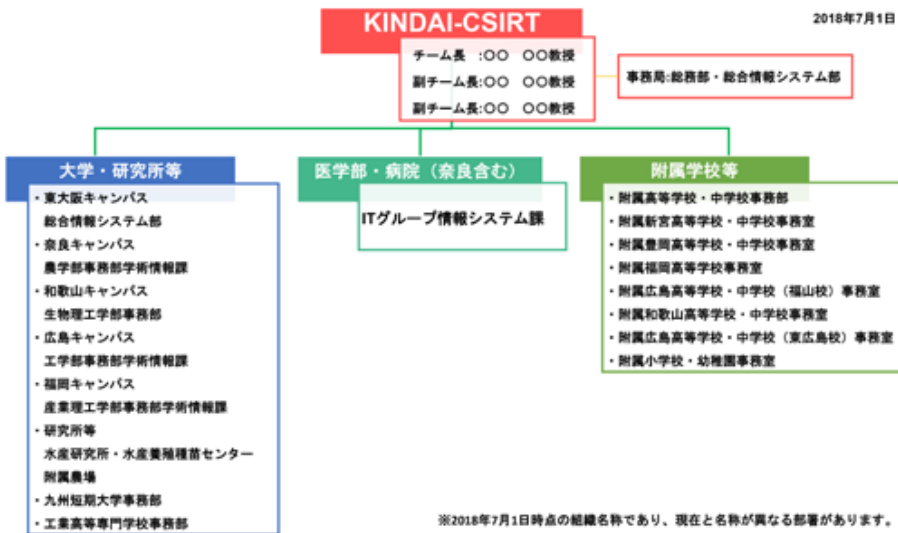 KINDAI-CSIRT
2018年7月1日
チーム長 :〇〇 〇〇教授
副チーム長:〇〇 〇〇教授
副チーム長:〇〇 〇〇教授
事務局:総務部・総合情報システム部
大学・研究所等
・東大阪キャンパス
総合情報システム部
・奈良キャンパス
農学部事務部学術情報課
・和歌山キャンパス
生物理工学部事務部
・広島キャンパス
工学部事務部学術情報課
・福岡キャンパス
産業理工学部事務部学術情報課
・研究所等
水産研究所・水産養殖種苗センター
附属農場
・九州短期大学事務部
・工業高等専門学校事務部
医学部・病院（奈良含む）
ITグループ情報システム課
附属学校等
・附属高等学校・中学校事務部
・附属新宮高等学校・中学校事務室
・附属豊岡高等学校・中学校事務室
・附属福岡高等学校事務室
・附属広島高等学校・中学校（福山校）事務室
・附属和歌山高等学校・中学校事務室
・附属広島高等学校・中学校（東広島校）事務室
・附属小学校・幼稚園事務室
※2018年7月1日時点の組織名称であり、現在と名称が異なる部署があります。